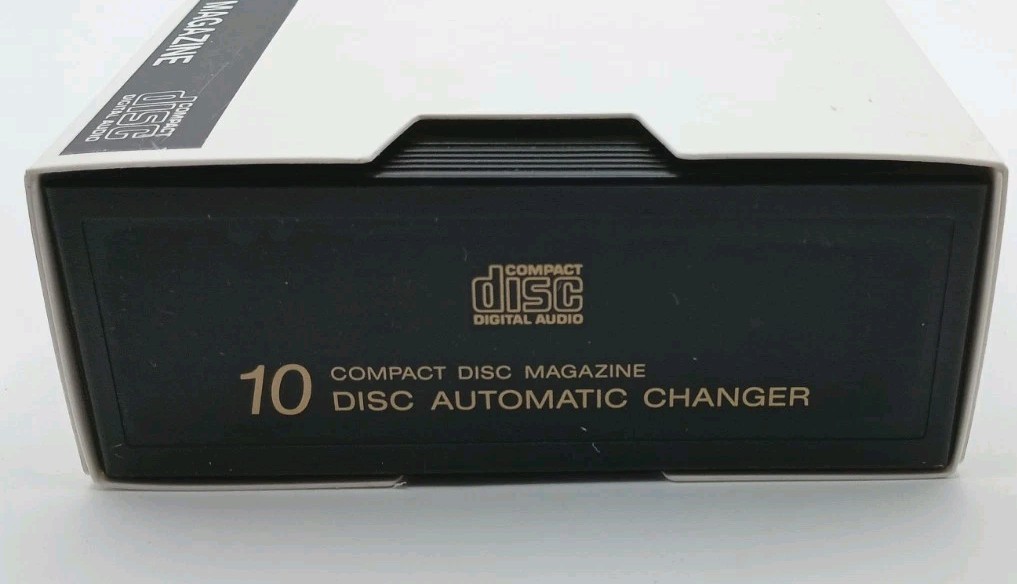 MAGAZINE
COMPACT
disc
DIGITAL AUDIO
COMPACT
disc
DIGITAL AUDIO
10 COMPACT DISC MAGAZINE
DISC AUTOMATIC CHANGER